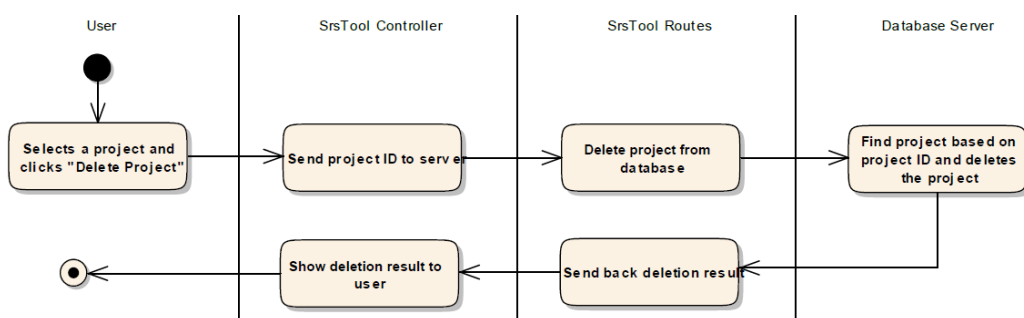 User
SrsTool Controller
SrsTool Routes
Database Server
Selects a project and
clicks "Delete Project"
Send project ID to server
Delete project from
database
Find project based on
project ID and deletes
the project
Show deletion result to
user
Send back deletion result